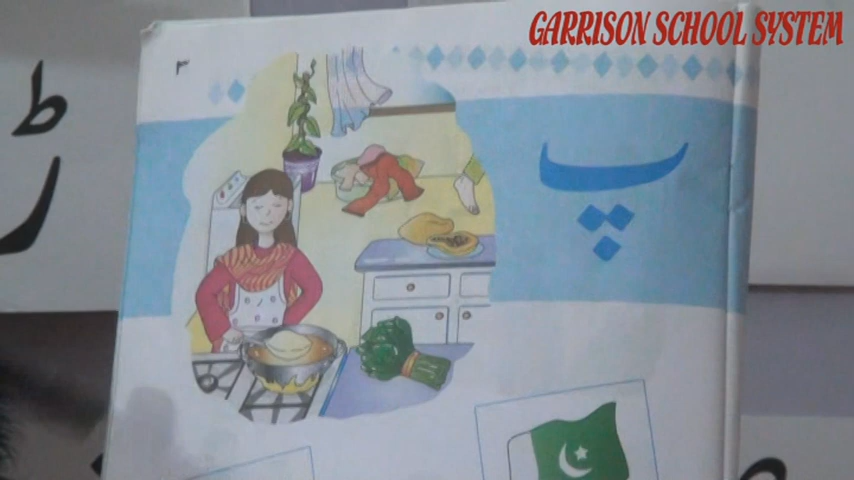 GARRISON SCHOOL SYSTEM
۳
پ
ط
ڑ